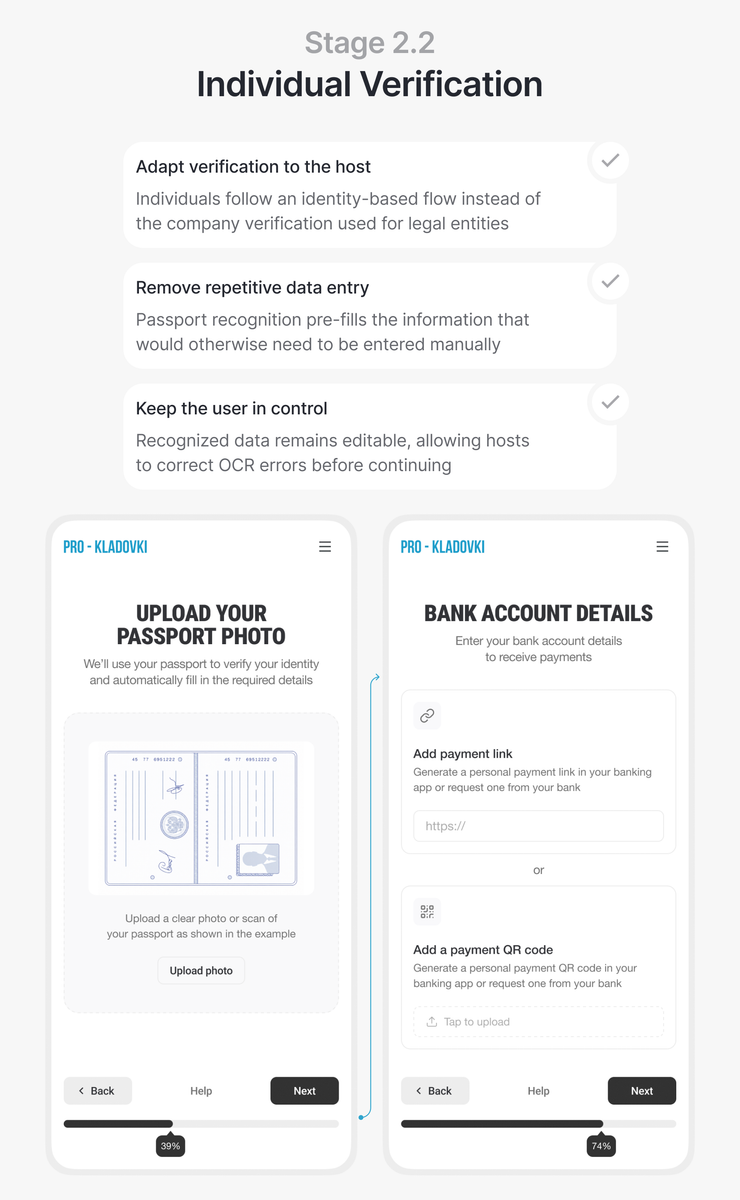 Stage 2.2
Individual Verification
Adapt verification to the host
Individuals follow an identity-based flow instead of
the company verification used for legal entities
Remove repetitive data entry
Passport recognition pre-fills the information that
would otherwise need to be entered manually
Keep the user in control
Recognized data remains editable, allowing hosts
to correct OCR errors before continuing
PRO - KLADOVKI
UPLOAD YOUR
PASSPORT PHOTO
We'll use your passport to verify your identity
and automatically fill in the required details
45 77 6951222
45 77 6951222
Upload a clear photo or scan of
your passport as shown in the example
Upload photo
Back
Help
Next
39%
PRO - KLADOVKI
BANK ACCOUNT DETAILS
Enter your bank account details
to receive payments
Add payment link
Generate a personal payment link in your banking
app or request one from your bank
https://
or
Add a payment QR code
Generate a personal payment QR code in your
banking app or request one from your bank
Tap to upload
Back
Help
Next
74%